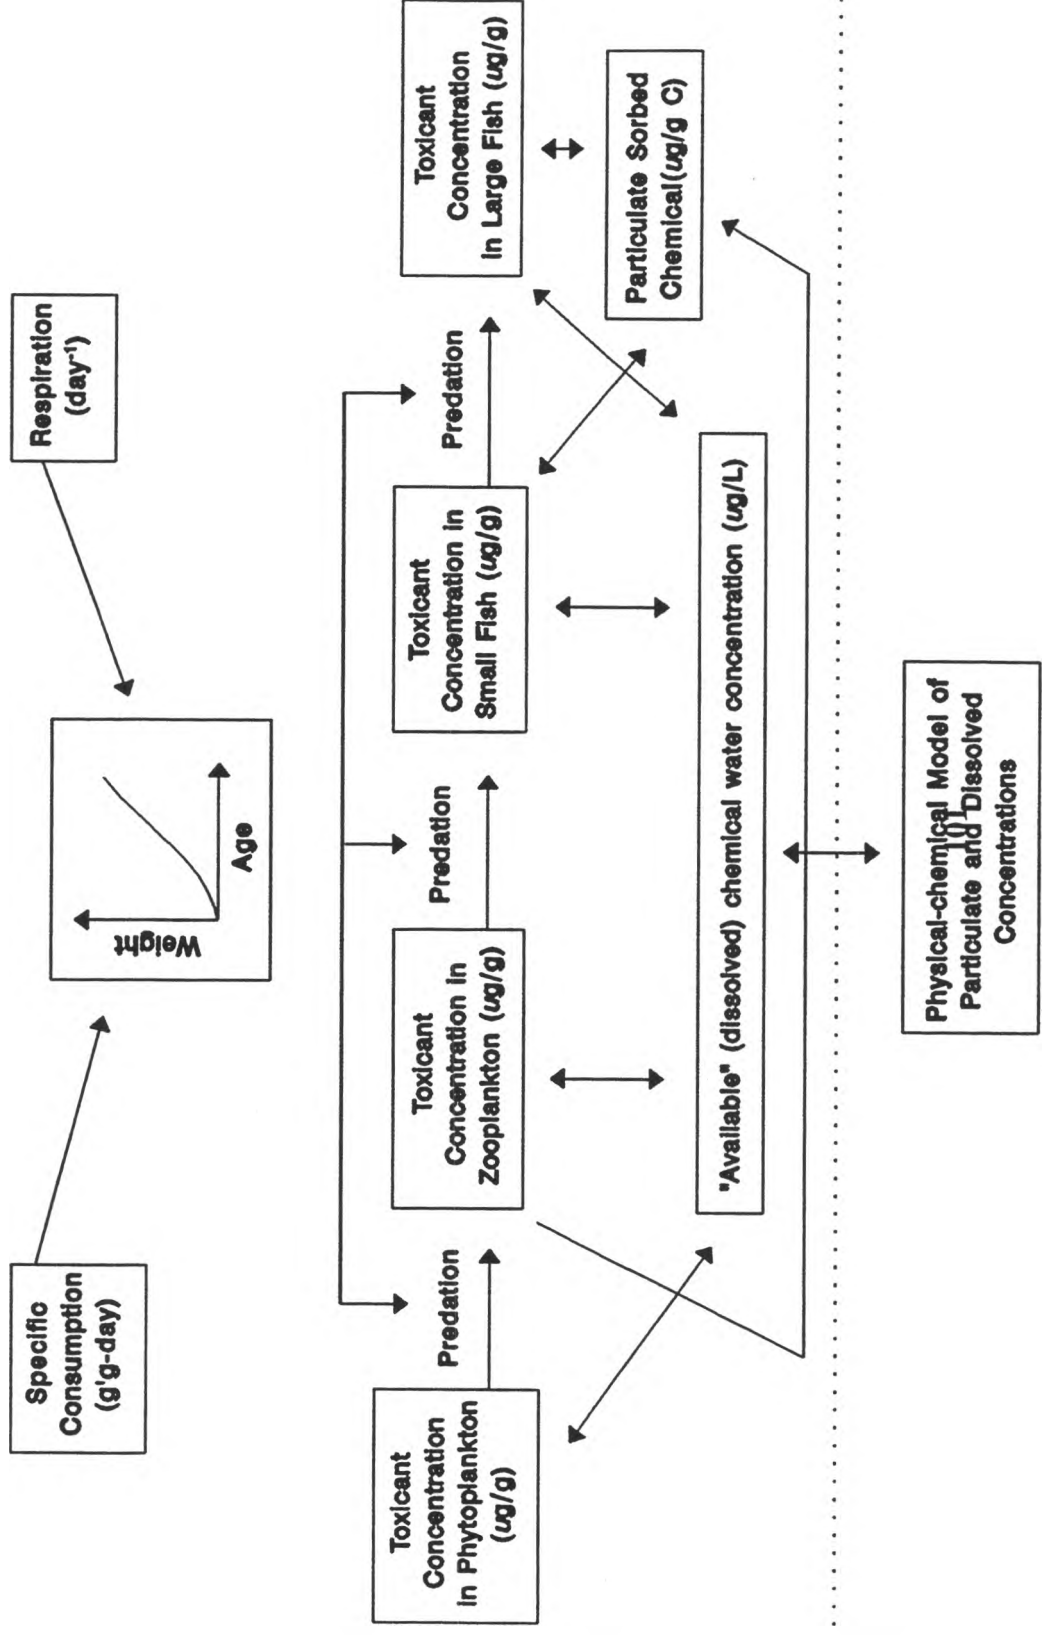 Specific
Consumption
(g'g-day)
Respiration
(day-1)
Weight
Age
Toxicant
Concentration
in Phytoplankton
(ug/g)
Predation
Toxicant
Concentration in
Zooplankton (ug/g)
Predation
Toxicant
Concentration in
Small Fish (ug/g)
Predation
Toxicant
Concentration
in Large Fish (ug/g)
Particulate Sorbed
Chemical(ug/g C)
"Available" (dissolved) chemical water concentration (ug/L)
Physical-chemical Model of
101
Particulate and Dissolved
Concentrations